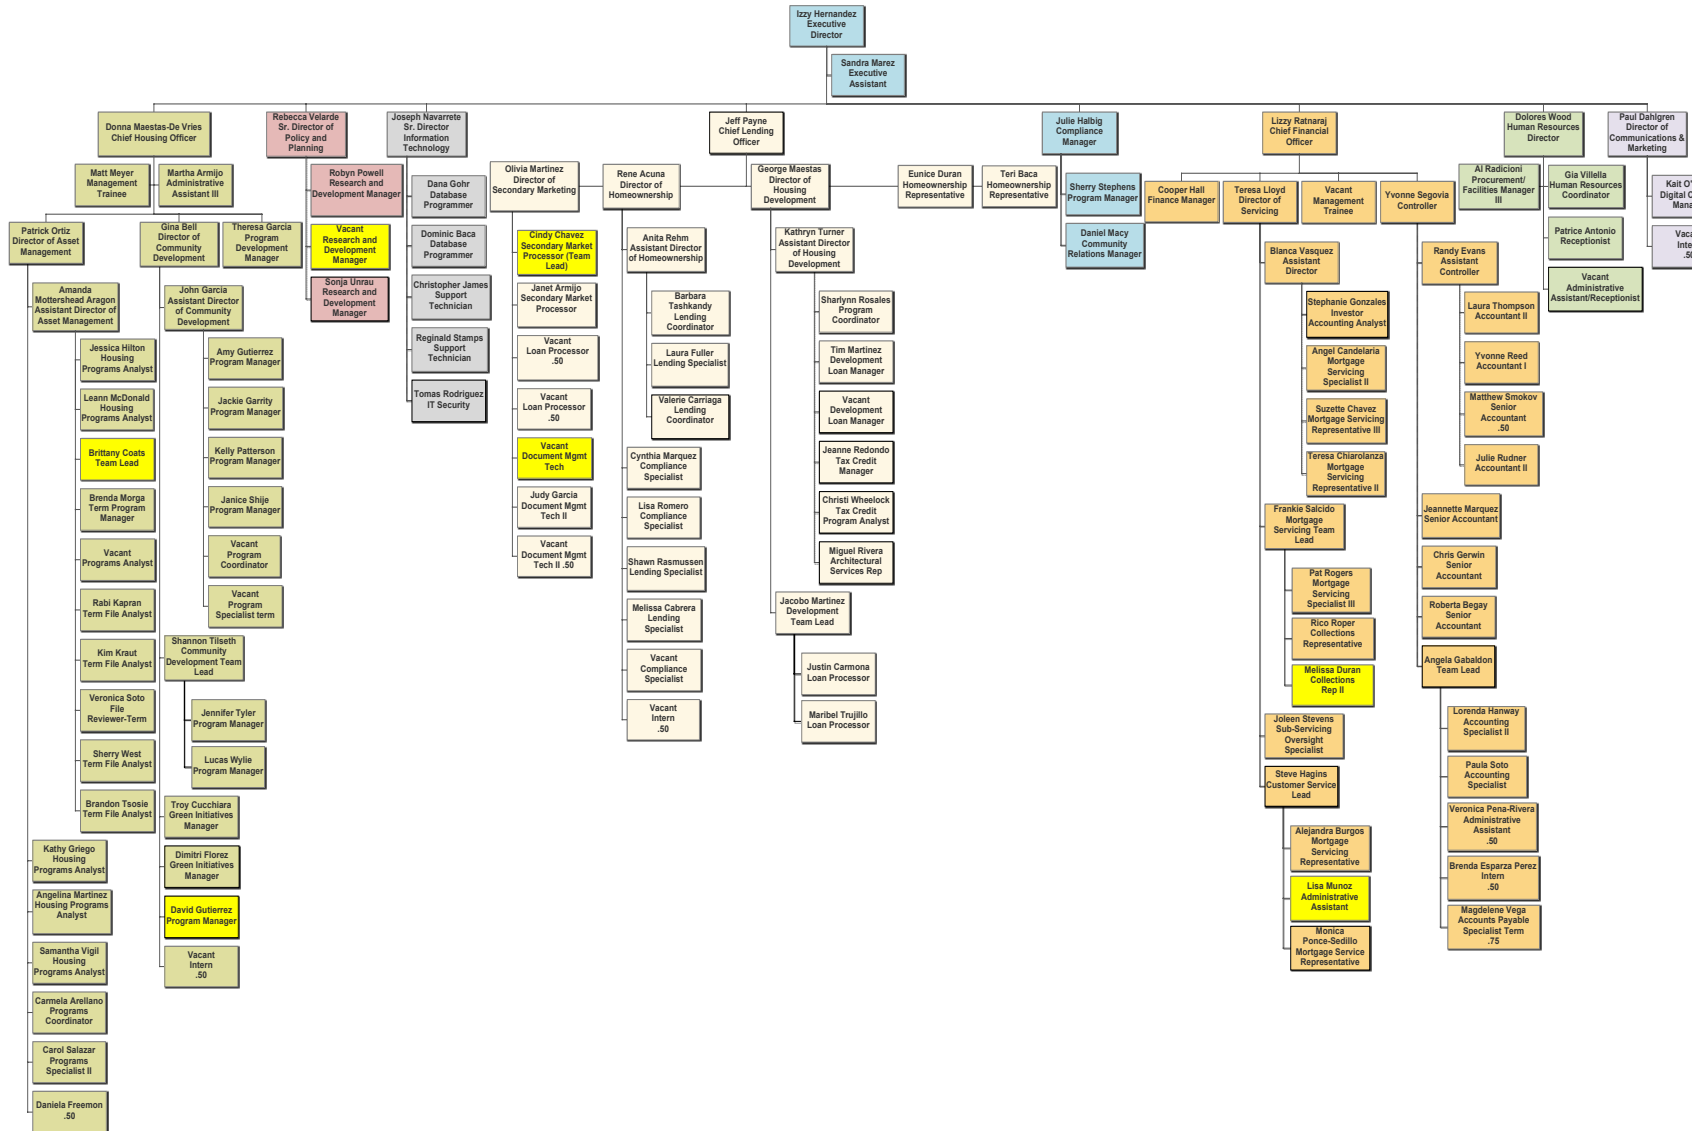 Izzy Hernandez
Executive
Director
Sandra Marez
Executive
Assistant
Donna Maestas-De Vries
Chief Housing Officer
Rebecca Velarde
Sr. Director of
Policy and
Planning
Joseph Navarrete
Sr. Director
Information
Technology
Jeff Payne
Chief Lending
Officer
Julie Halbig
Compliance
Manager
Lizzy Ratnaraj
Chief Financial
Officer
Dolores Wood
Human Resources
Director
Paul Dahlgren
Director of
Communications &
Marketing
Matt Meyer
Management
Trainee
Martha Armijo
Administrative
Assistant III
Patrick Ortiz
Director of Asset
Management
Gina Bell
Director of
Community
Development
Theresa Garcia
Program
Development
Manager
Amanda
Mottershead Aragon
Assistant Director of
Asset Management
Jessica Hilton
Housing
Programs Analyst
Leann McDonald
Housing
Programs Analyst
Brittany Coats
Team Lead
Brenda Morga
Term Program
Manager
Vacant
Programs Analyst
Rabi Kapran
Term File Analyst
Kim Kraut
Term File Analyst
Veronica Soto
File
Reviewer-Term
Sherry West
Term File Analyst
Brandon Tsosie
Term File Analyst
Kathy Griego
Housing
Programs Analyst
Angelina Martinez
Housing Programs
Analyst
Samantha Vigil
Housing
Programs Analyst
Carmela Arellano
Programs
Coordinator
Carol Salazar
Programs
Specialist II
Daniela Freemon
.50
John Garcia
Assistant Director
of Community
Development
Amy Gutierrez
Program Manager
Jackie Garrity
Program Manager
Kelly Patterson
Program Manager
Janice Shije
Program Manager
Vacant
Program
Coordinator
Vacant
Program
Specialist term
Shannon Tilseth
Community
Development Team
Lead
Jennifer Tyler
Program Manager
Lucas Wylie
Program Manager
Troy Cucchiara
Green Initiatives
Manager
Dimitri Florez
Green Initiatives
Manager
David Gutierrez
Program Manager
Vacant
Intern
.50
Robyn Powell
Research and
Development Manager
Vacant
Research and
Development
Manager
Sonja Unrau
Research and
Development
Manager
Dana Gohr
Database
Programmer
Dominic Baca
Database
Programmer
Christopher James
Support
Technician
Reginald Stamps
Support
Technician
Tomas Rodriguez
IT Security
Olivia Martinez
Director of
Secondary Marketing
Rene Acuna
Director of
Homeownership
George Maestas
Director of
Housing
Development
Eunice Duran
Homeownership
Representative
Teri Baca
Homeownership
Representative
Cindy Chavez
Secondary Market
Processor (Team
Lead)
Janet Armijo
Secondary Market
Processor
Vacant
Loan Processor
.50
Vacant
Loan Processor
.50
Vacant
Document Mgmt
Tech
Judy Garcia
Document Mgmt
Tech II
Vacant
Document Mgmt
Tech II .50
Anita Rehm
Assistant Director
of Homeownership
Barbara
Tashkandy
Lending
Coordinator
Laura Fuller
Lending Specialist
Valerie Carriaga
Lending
Coordinator
Cynthia Marquez
Compliance
Specialist
Lisa Romero
Compliance
Specialist
Shawn Rasmussen
Lending Specialist
Melissa Cabrera
Lending
Specialist
Vacant
Compliance
Specialist
Vacant
Intern
.50
Kathryn Turner
Assistant Director
of Housing
Development
Sharlynn Rosales
Program
Coordinator
Tim Martinez
Development
Loan Manager
Vacant
Development
Loan Manager
Jeanne Redondo
Tax Credit
Manager
Christi Wheelock
Tax Credit
Program Analyst
Miguel Rivera
Architectural
Services Rep
Jacobo Martinez
Development
Team Lead
Justin Carmona
Loan Processor
Maribel Trujillo
Loan Processor
Sherry Stephens
Program Manager
Daniel Macy
Community
Relations Manager
Cooper Hall
Finance Manager
Teresa Lloyd
Director of
Servicing
Vacant
Management
Trainee
Yvonne Segovia
Controller
Blanca Vasquez
Assistant
Director
Stephanie Gonzales
Investor
Accounting Analyst
Angel Candelaria
Mortgage
Servicing
Specialist II
Suzette Chavez
Mortgage Servicing
Representative III
Teresa Chiarolanza
Mortgage
Servicing
Representative II
Frankie Salcido
Mortgage
Servicing Team
Lead
Pat Rogers
Mortgage
Servicing
Specialist III
Rico Roper
Collections
Representative
Melissa Duran
Collections
Rep II
Joleen Stevens
Sub-Servicing
Oversight
Specialist
Steve Hagins
Customer Service
Lead
Alejandra Burgos
Mortgage
Servicing
Representative
Lisa Munoz
Administrative
Assistant
Monica
Ponce-Sedillo
Mortgage Service
Representative
Randy Evans
Assistant
Controller
Laura Thompson
Accountant II
Yvonne Reed
Accountant I
Matthew Smokov
Senior
Accountant
.50
Julie Rudner
Accountant II
Jeannette Marquez
Senior Accountant
Chris Gerwin
Senior
Accountant
Roberta Begay
Senior
Accountant
Angela Gabaldon
Team Lead
Lorenda Hanway
Accounting
Specialist II
Paula Soto
Accounting
Specialist
Veronica Pena-Rivera
Administrative
Assistant
.50
Brenda Esparza Perez
Intern
.50
Magdelene Vega
Accounts Payable
Specialist Term
.75
Al Radicioni
Procurement/
Facilities Manager
III
Gia Villella
Human Resources
Coordinator
Patrice Antonio
Receptionist
Vacant
Administrative
Assistant/Receptionist
Kait
Digital